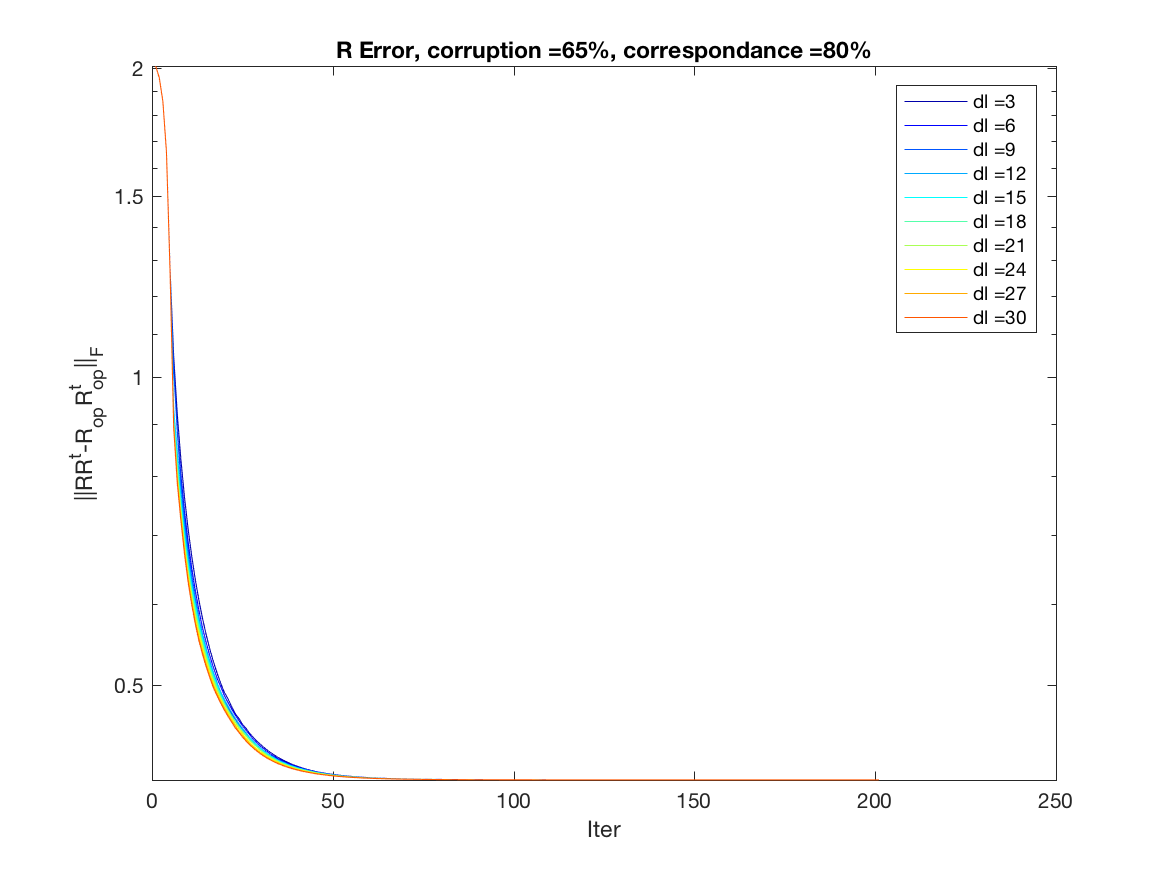 R Error, corruption =65%, correspondance =80%
2
1.5
1
0.5
||RR^t-R_op R_op^t||_F
0 50 100 150 200 250
Iter
dl =3
dl =6
dl =9
dl =12
dl =15
dl =18
dl =21
dl =24
dl =27
dl =30